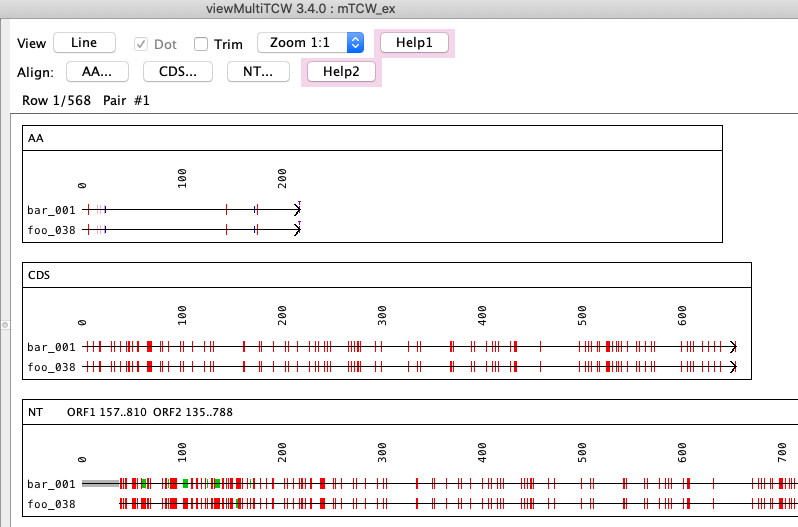 viewMultiTCW 3.4.0 : mTCW_ex
View Line Dot Trim Zoom 1:1 Help1
Align: AA... CDS... NT... Help2
Row 1/568 Pair #1
AA
0 100 200
bar_001
foo_038
CDS
0 100 200 300 400 500 600
bar_001
foo_038
NT ORF1 157..810 ORF2 135..788
0 100 200 300 400 500 600 700
bar_001
foo_038